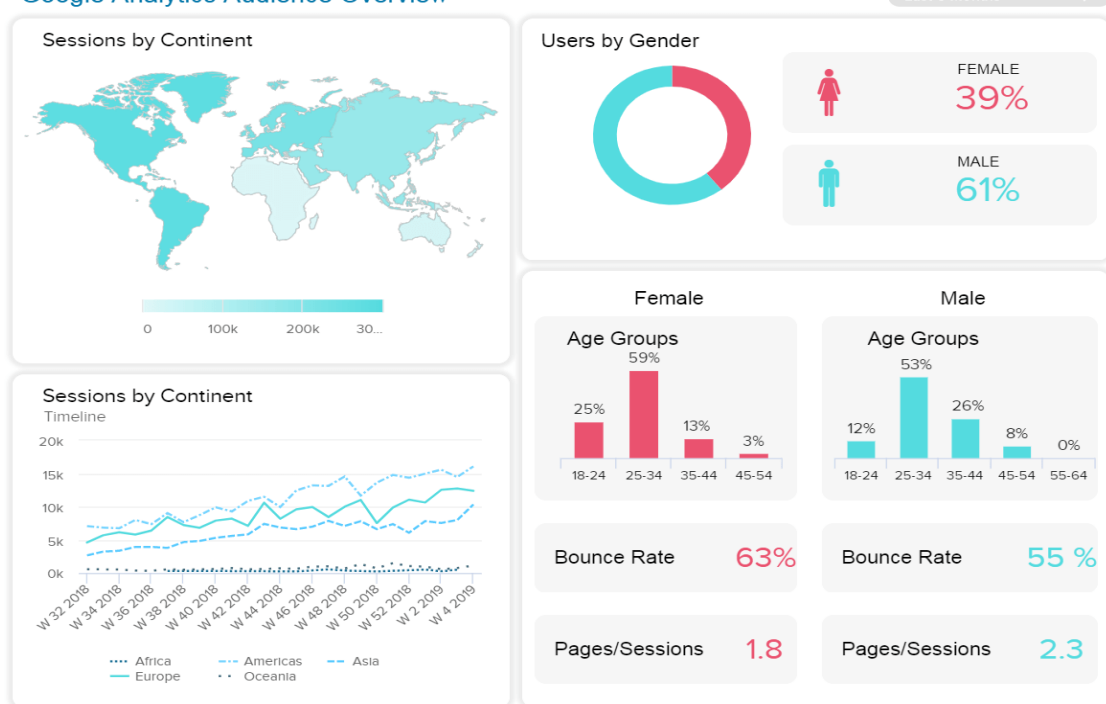 Google Analytics Audience Overview
Sessions by Continent
0 100k 200k 30...
Sessions by Continent
Timeline
20k
15k
10k
5k
0k
W 32 2018
W 34 2018
W 36 2018
W 38 2018
W 40 2018
W 42 2018
W 44 2018
W 46 2018
W 48 2018
W 50 2018
W 52 2018
W 2 2019
W 4 2019
Africa Americas Asia
Europe Oceania
Users by Gender
FEMALE
39%
MALE
61%
Female
Age Groups
59%
25%
13%
3%
18-24 25-34 35-44 45-54
Bounce Rate 63%
Pages/Sessions 1.8
Male
Age Groups
53%
26%
12%
8%
0%
18-24 25-34 35-44 45-54 55-64
Bounce Rate 55 %
Pages/Sessions 2.3